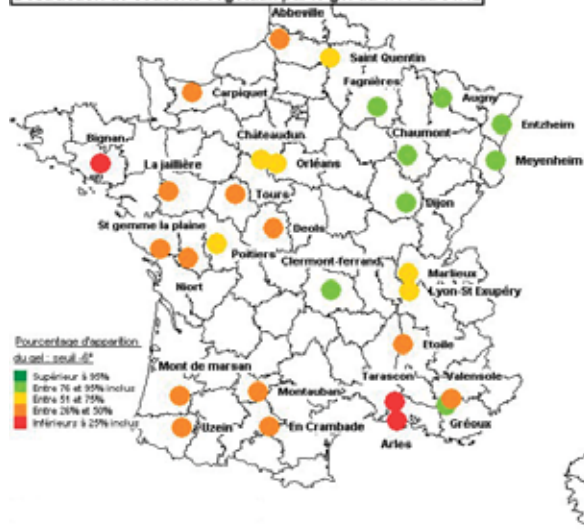 Abbeville
Saint Quentin
Fagnières
Augny
Carpiquet
Entzheim
Bignan
Châteaudun
Chaumont
La jaillière
Orléans
Meyenheim
Tours
Dijon
St gemme la plaine
Deols
Poitiers
Clermont-ferrand
Marlieux
Niort
Lyon-St Exupéry
Pourcentage d'apparition
du gel: seuil -6°
Supérieur à 95%
Entre 76 et 95% inclus
Entre 51 et 75%
Entre 26% et 50%
Inférieurs à 25% inclus
Etoile
Mont de marsan
Tarascon
Valensole
Montauban
Uzein
En Crambade
Gréoux
Arles